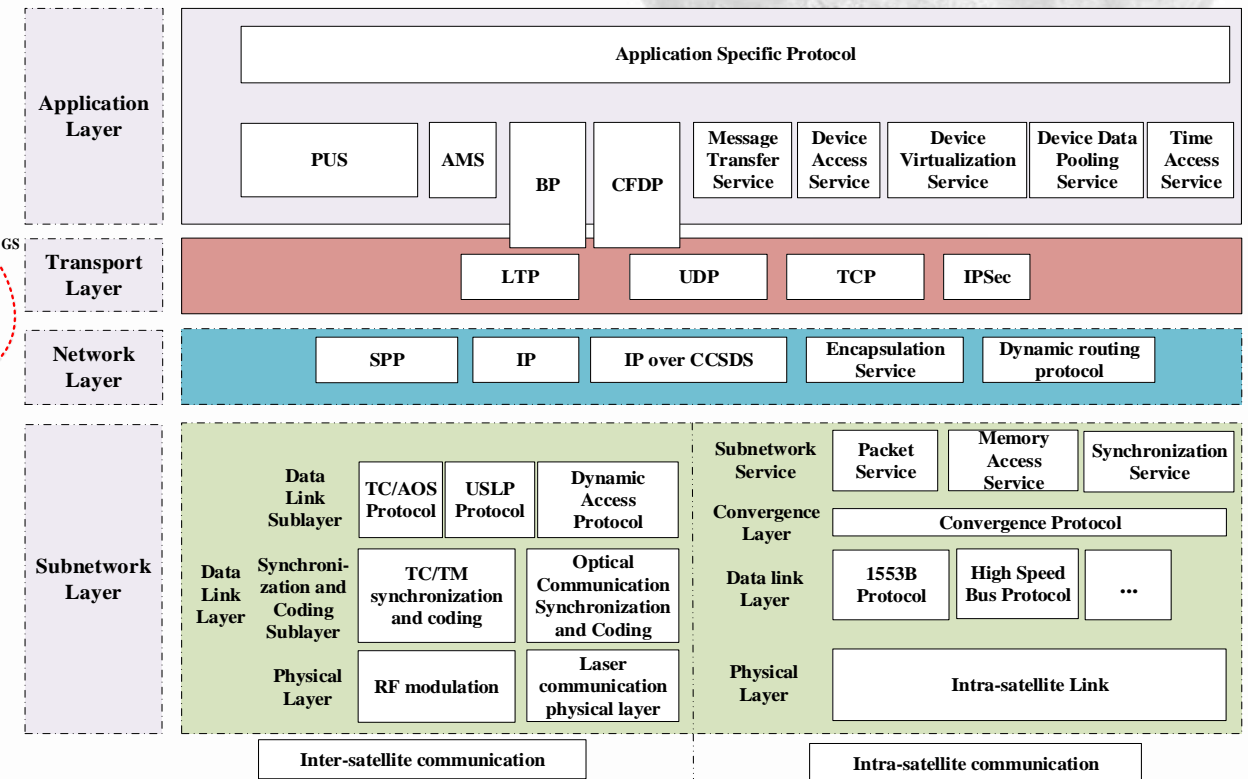 Application Specific Protocol
Application
Layer
PUS
AMS
BP
CFDP
Message
Transfer
Service
Device
Access
Service
Device
Virtualization
Service
Device Data
Pooling
Service
Time
Access
Service
GS
Transport
Layer
LTP
UDP
TCP
IPSec
Network
Layer
SPP
IP
IP over CCSDS
Encapsulation
Service
Dynamic routing
protocol
Subnetwork
Layer
Data
Link
Layer
Data
Link
Sublayer
TC/AOS
Protocol
USLP
Protocol
Dynamic
Access
Protocol
Synchroni-
zation and
Coding
Sublayer
TC/TM
synchronization
and coding
Optical
Communication
Synchronization
and Coding
Physical
Layer
RF modulation
Laser
communication
physical layer
Subnetwork
Service
Packet
Service
Memory
Access
Service
Synchronization
Service
Convergence
Layer
Convergence Protocol
Data link
Layer
1553B
Protocol
High Speed
Bus Protocol
...
Physical
Layer
Intra-satellite Link
Inter-satellite communication
Intra-satellite communication